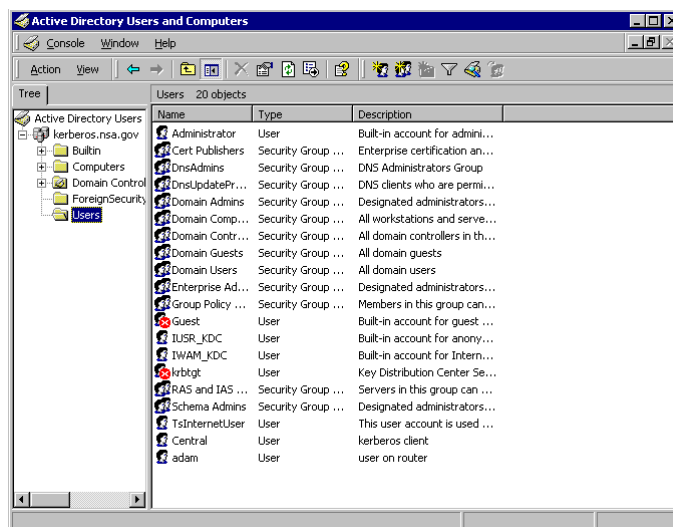 Active Directory Users and Computers
Console Window Help
Action View
Tree
Users 20 objects
Active Directory Users
kerberos.nsa.gov
Builtin
Computers
Domain Control
ForeignSecurity
Users
Name Type Description
Administrator User Built-in account for admini...
Cert Publishers Security Group ... Enterprise certification an...
DnsAdmins Security Group ... DNS Administrators Group
DnsUpdatePr... Security Group ... DNS clients who are permi...
Domain Admins Security Group ... Designated administrators...
Domain Comp... Security Group ... All workstations and serve...
Domain Contr... Security Group ... All domain controllers in th...
Domain Guests Security Group ... All domain guests
Domain Users Security Group ... All domain users
Enterprise Ad... Security Group ... Designated administrators...
Group Policy ... Security Group ... Members in this group can...
Guest User Built-in account for guest ...
IUSR_KDC User Built-in account for anony...
IWAM_KDC User Built-in account for Intern...
krbtgt User Key Distribution Center Se...
RAS and IAS ... Security Group ... Servers in this group can ...
Schema Admins Security Group ... Designated administrators...
TsInternetUser User This user account is used ...
Central User kerberos client
adam User user on router